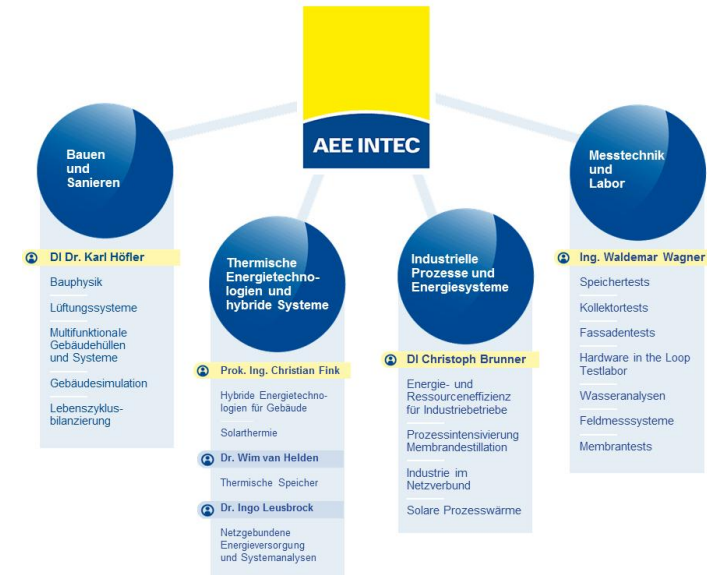 AEE INTEC
Bauen
und
Sanieren
DI Dr. Karl Höfler
Bauphysik
Lüftungssysteme
Multifunktionale
Gebäudehüllen
und Systeme
Gebäudesimulation
Lebenszyklus-
bilanzierung
Thermische
Energietechno-
logien und
hybride Systeme
Prok. Ing. Christian Fink
Hybride Energietechno-
logien für Gebäude
Solarthermie
Dr. Wim van Helden
Thermische Speicher
Dr. Ingo Leusbrock
Netzgebundene
Energieversorgung
und Systemanalysen
Industrielle
Prozesse und
Energiesysteme
DI Christoph Brunner
Energie- und
Ressourceneffizienz
für Industriebetriebe
Prozessintensivierung
Membrandestillation
Industrie im
Netzverbund
Solare Prozesswärme
Messtechnik
und
Labor
Ing. Waldemar Wagner
Speichertests
Kollektortests
Fassadentests
Hardware in the Loop
Testlabor
Wasseranalysen
Feldmesssysteme
Membrantests